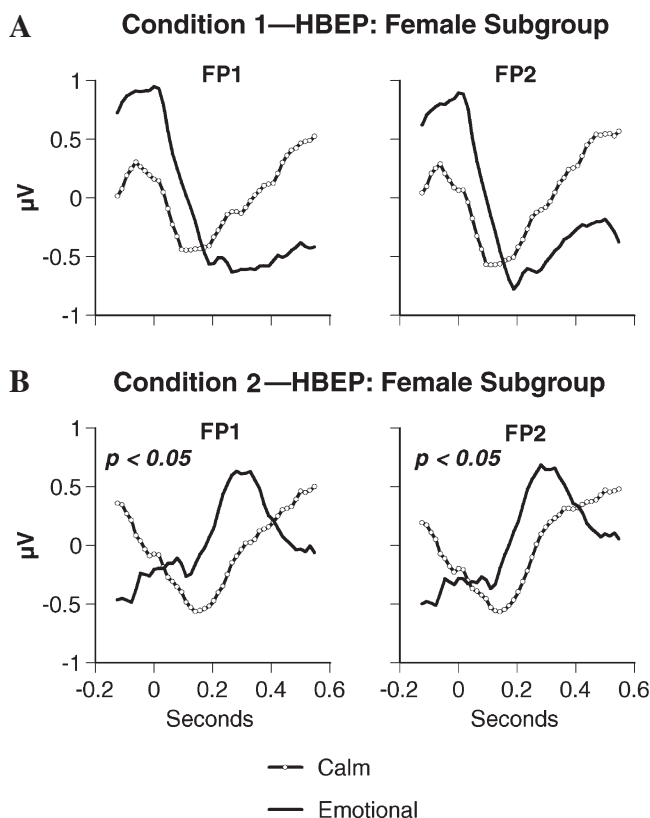 A
Condition 1—HBEP: Female Subgroup
FP1
FP2
1
0.5
0
-0.5
-1
µV
B
Condition 2—HBEP: Female Subgroup
FP1
FP2
p < 0.05
p < 0.05
1
0.5
0
-0.5
-1
µV
-0.2 0 0.2 0.4
-0.2 0 0.2 0.4 0.6
Seconds
Seconds
Calm
Emotional